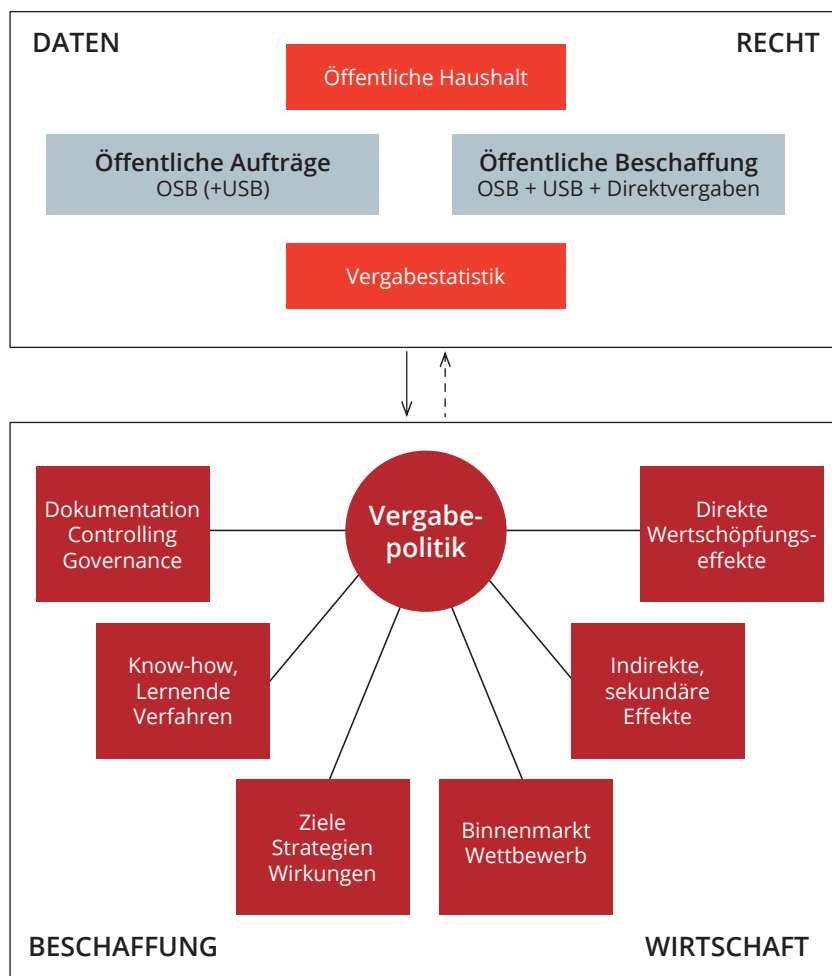 DATEN
RECHT
Öffentliche Haushalt
Öffentliche Aufträge
OSB (+USB)
Öffentliche Beschaffung
OSB + USB + Direktvergaben
Vergabestatistik
Vergabe-
politik
Dokumentation
Controlling
Governance
Direkte
Wertschöpfungs-
effekte
Know-how,
Lernende
Verfahren
Indirekte,
sekundäre
Effekte
Ziele
Strategien
Wirkungen
Binnenmarkt
Wettbewerb
BESCHAFFUNG
WIRTSCHAFT